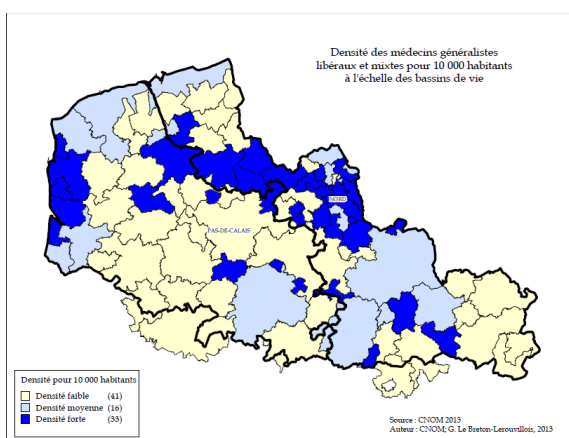 Densité des médecins généralistes
libéraux et mixtes pour 10 000 habitants
à l'échelle des bassins de vie
NORD
PAS-DE-CALAIS
Densité pour 10 000 habitants
Densité faible (41)
Densité moyenne (16)
Densité forte (33)
Source : CNOM 2013
Auteur : CNOM; G. Le Breton-Lerouvillois, 2013